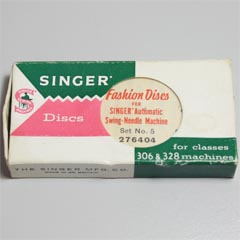 SINGER
Discs
Fashion Discs
FOR
SINGER Automatic
Swing-Needle Machine
Set No. 5
276404
for classes
306 & 328 machines
THE SINGER MFG. CO.